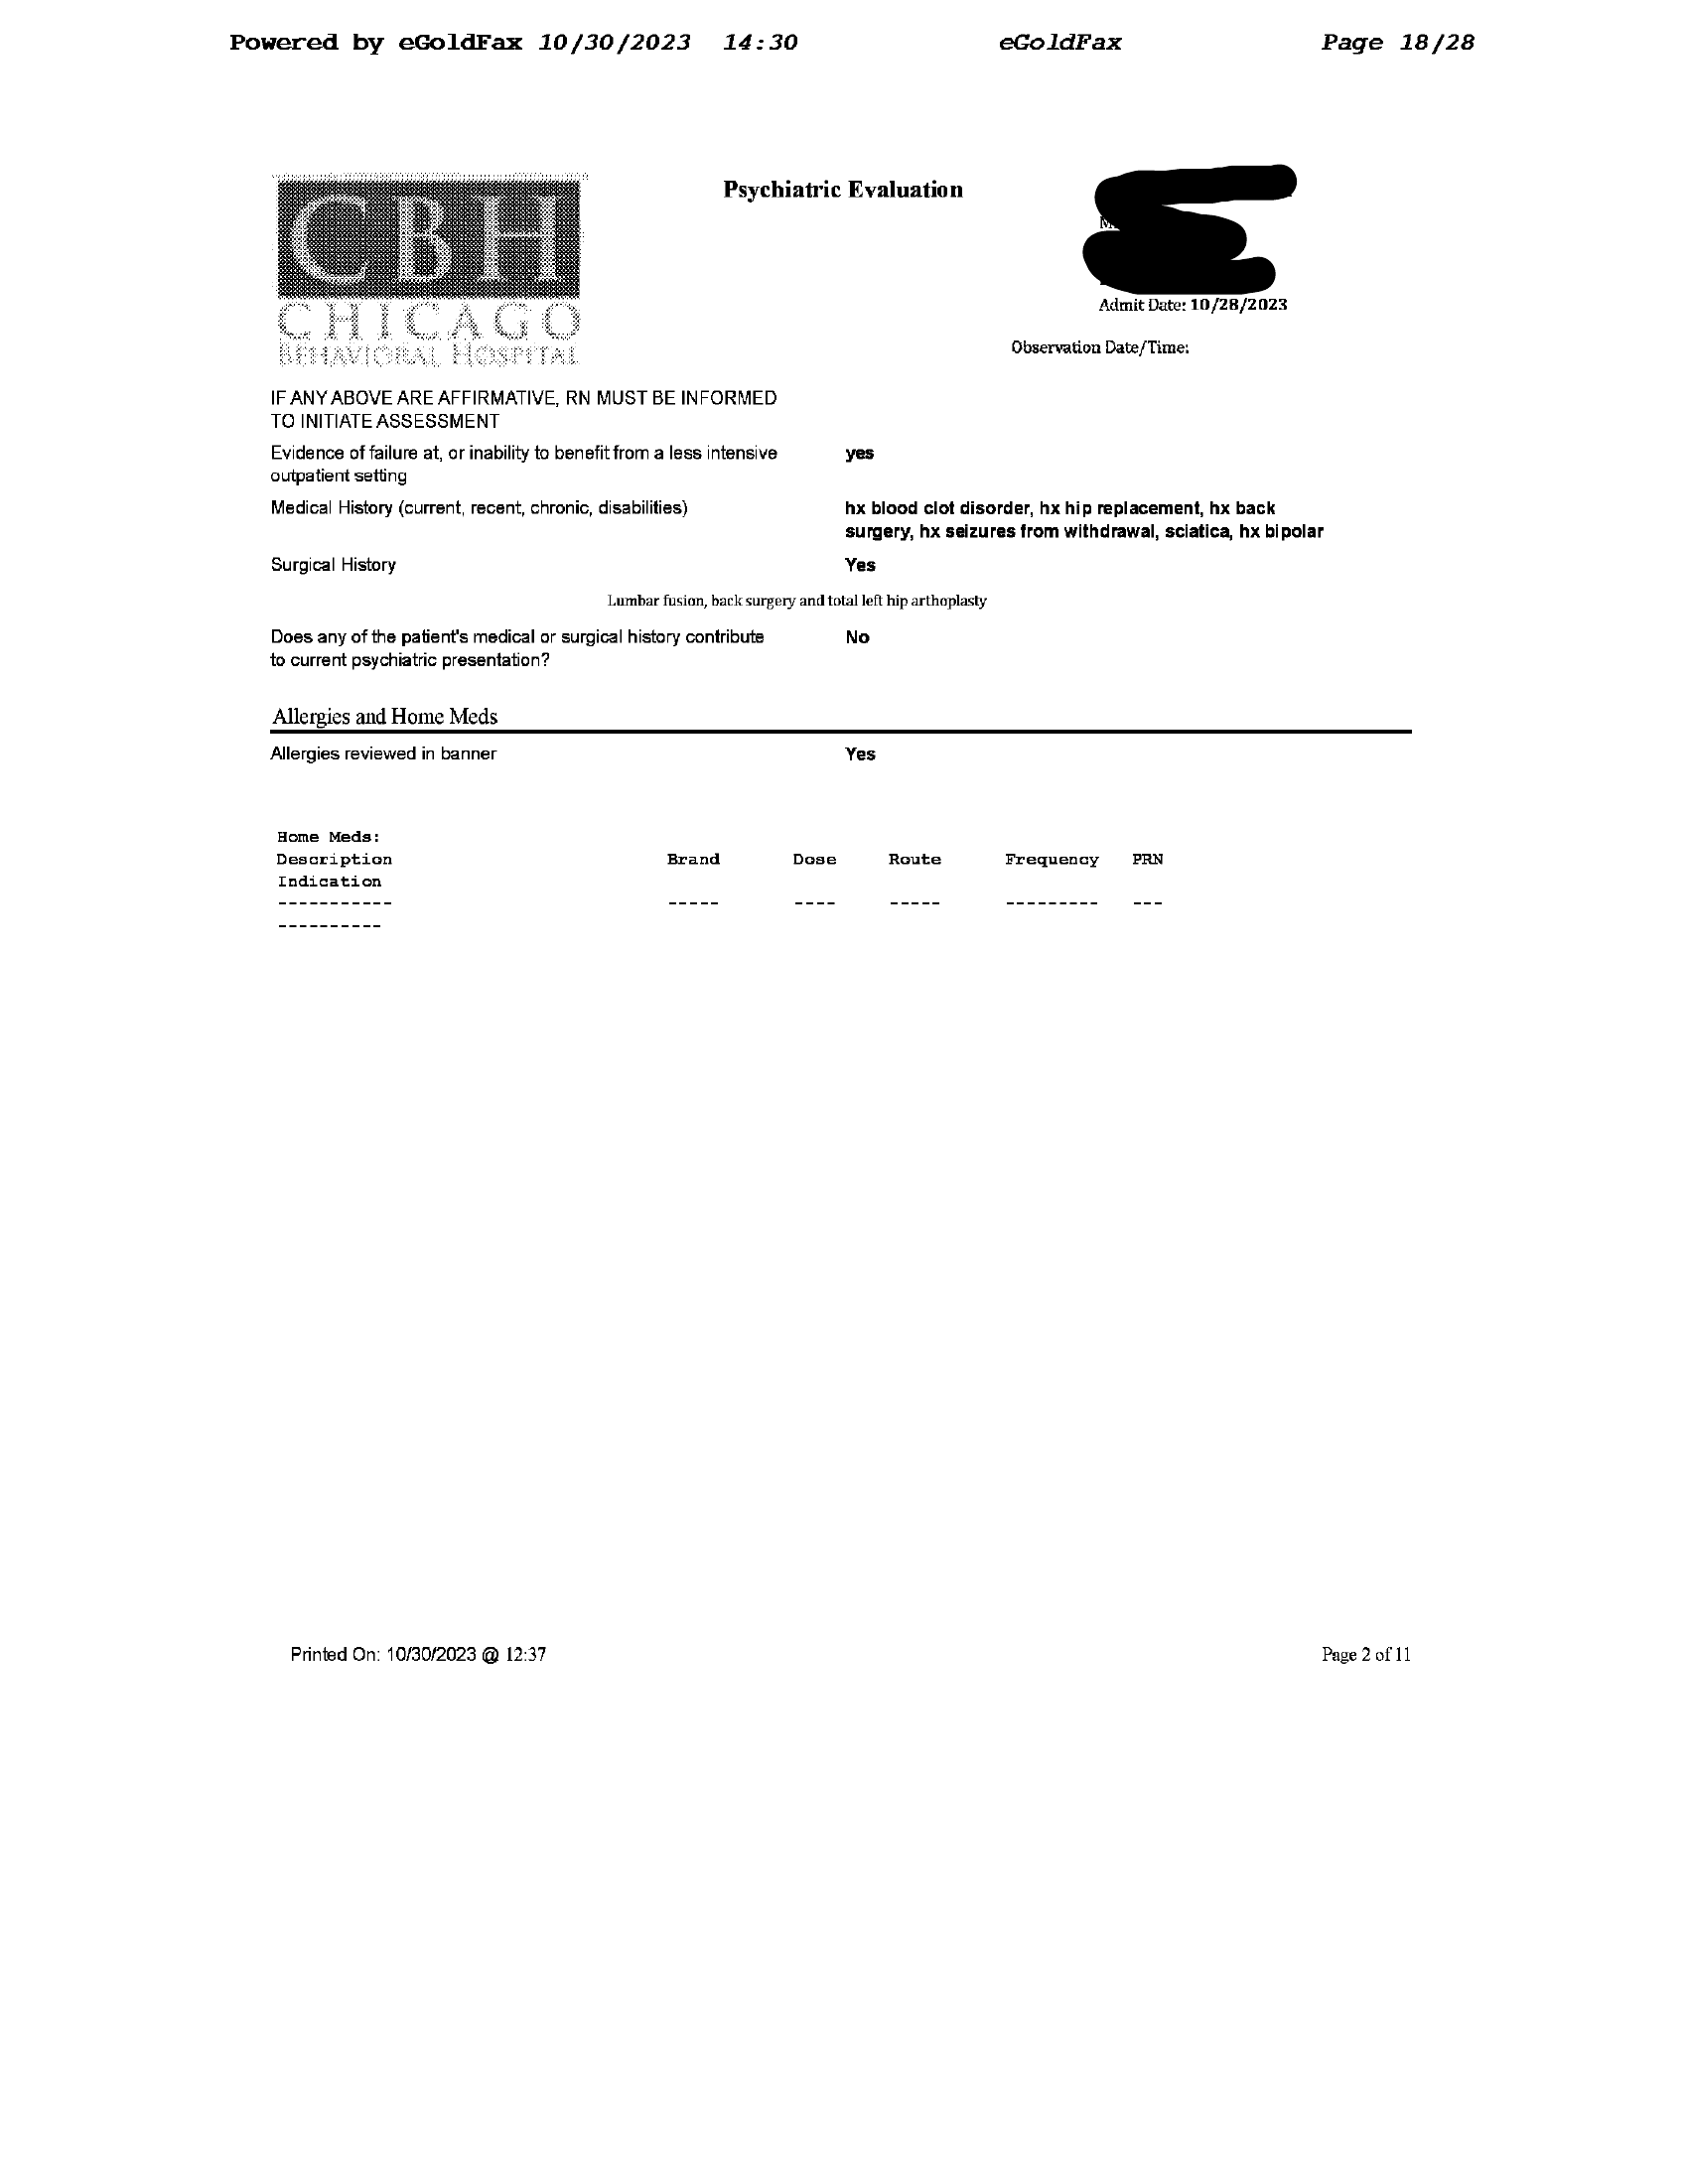 Powered by eGoldFax 10/30/2023 14:30 eGoldFax Page 18/28
CBH
CHICAGO
BEHAVIORAL HOSPITAL
Psychiatric Evaluation
Admit Date: 10/28/2023
Observation Date/Time:
IF ANY ABOVE ARE AFFIRMATIVE, RN MUST BE INFORMED
TO INITIATE ASSESSMENT
Evidence of failure at, or inability to benefit from a less intensive yes
outpatient setting
Medical History (current, recent, chronic, disabilities) hx blood clot disorder, hx hip replacement, hx back
surgery, hx seizures from withdrawal, sciatica, hx bipolar
Surgical History Yes
Lumbar fusion, back surgery and total left hip arthoplasty
Does any of the patient's medical or surgical history contribute No
to current psychiatric presentation?
Allergies and Home Meds
Allergies reviewed in banner Yes
Home Meds:
Description Brand Dose Route Frequency PRN
Indication
----------- ----- ---- ----- --------- ---
----------
Printed On: 10/30/2023 @ 12:37 Page 2 of 11